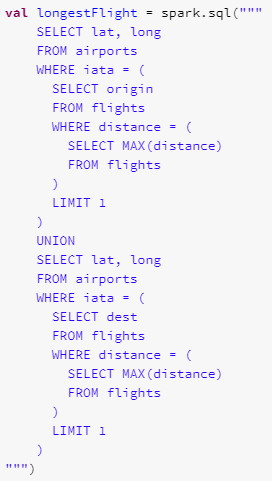 val longestFlight = spark.sql("""
    SELECT lat, long
    FROM airports
    WHERE iata = (
      SELECT origin
      FROM flights
      WHERE distance = (
        SELECT MAX(distance)
        FROM flights
      )
      LIMIT 1
    )
    UNION
    SELECT lat, long
    FROM airports
    WHERE iata = (
      SELECT dest
      FROM flights
      WHERE distance = (
        SELECT MAX(distance)
        FROM flights
      )
      LIMIT 1
    )
""")